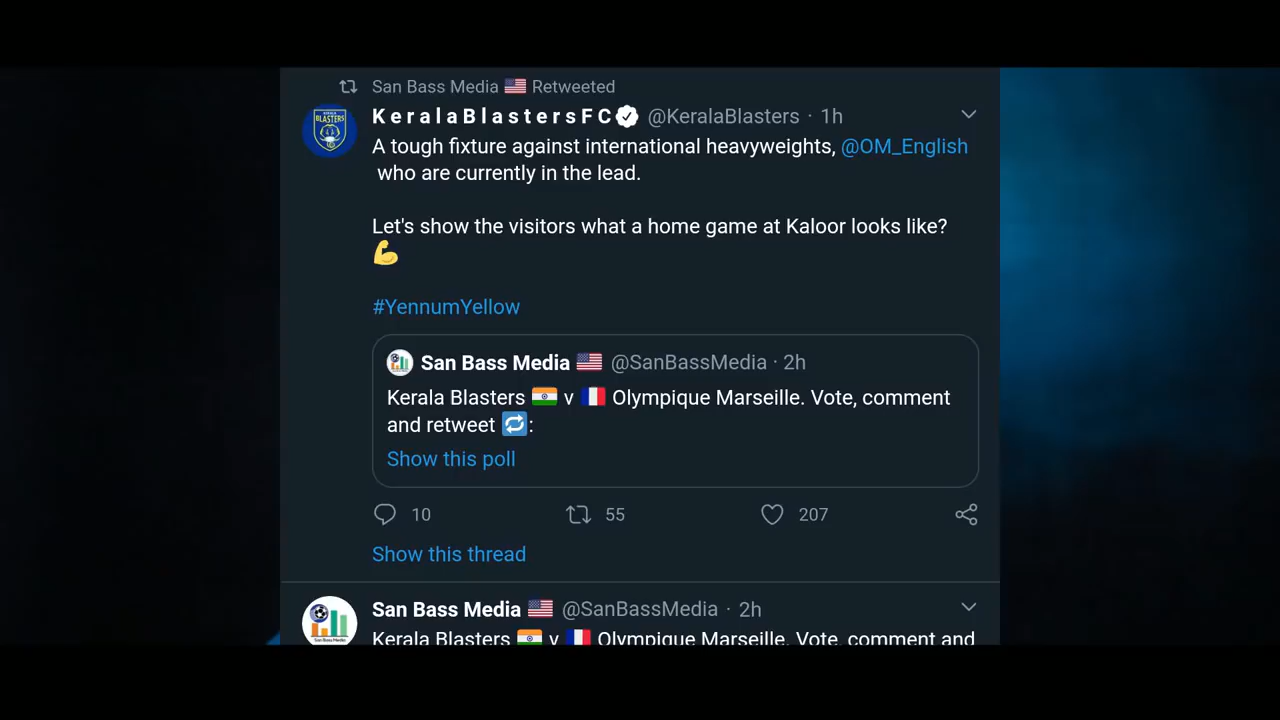 San Bass Media 🇺🇸 Retweeted
K e r a l a B l a s t e r s F C @KeralaBlasters · 1h
A tough fixture against international heavyweights, @OM_English
who are currently in the lead.
Let's show the visitors what a home game at Kaloor looks like?
💪
#YennumYellow
San Bass Media 🇺🇸 @SanBassMedia · 2h
Kerala Blasters 🇮🇳 v 🇫🇷 Olympique Marseille. Vote, comment
and retweet 🔁:
Show this poll
10 55 207
Show this thread
San Bass Media 🇺🇸 @SanBassMedia · 2h
Kerala Blasters 🇮🇳 v 🇫🇷 Olympique Marseille. Vote, comment and